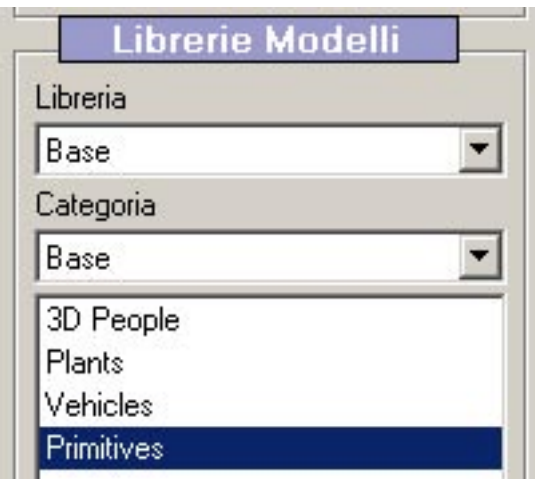 Librerie Modelli
Libreria
Base
Categoria
Base
3D People
Plants
Vehicles
Primitives